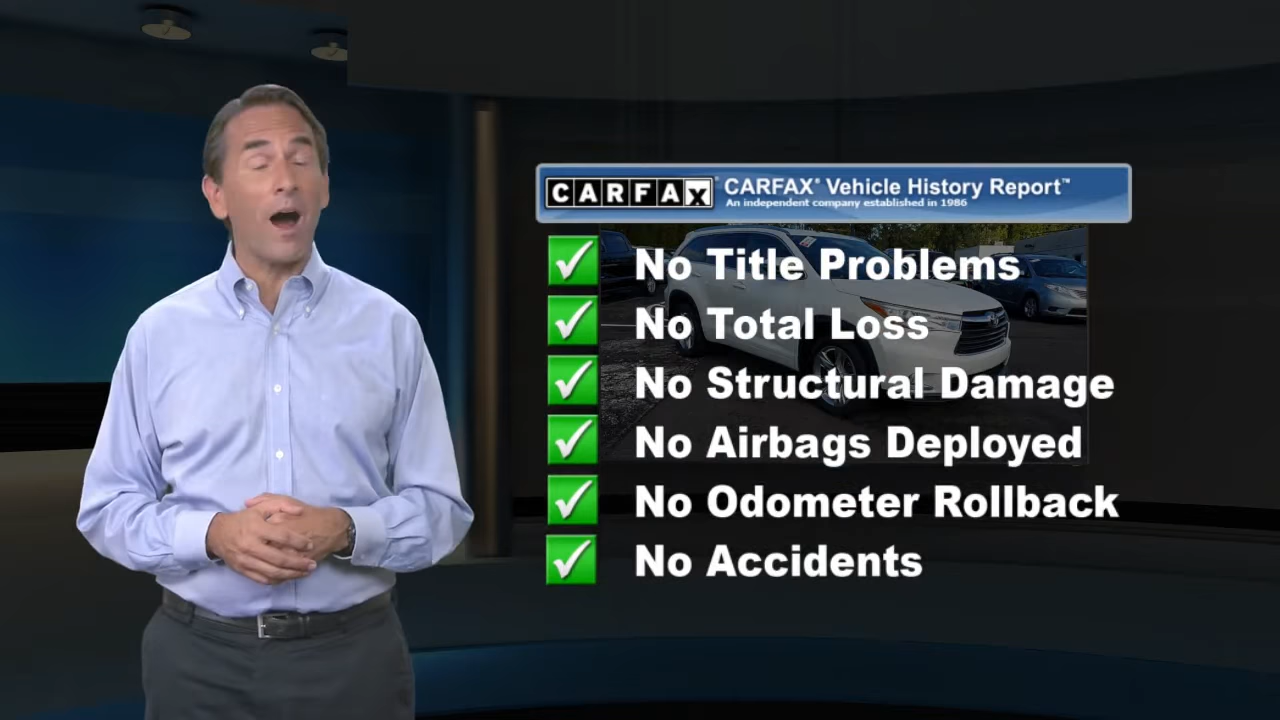 CARFAX® CARFAX® Vehicle History Report™
An independent company established in 1986
No Title Problems
No Total Loss
No Structural Damage
No Airbags Deployed
No Odometer Rollback
No Accidents